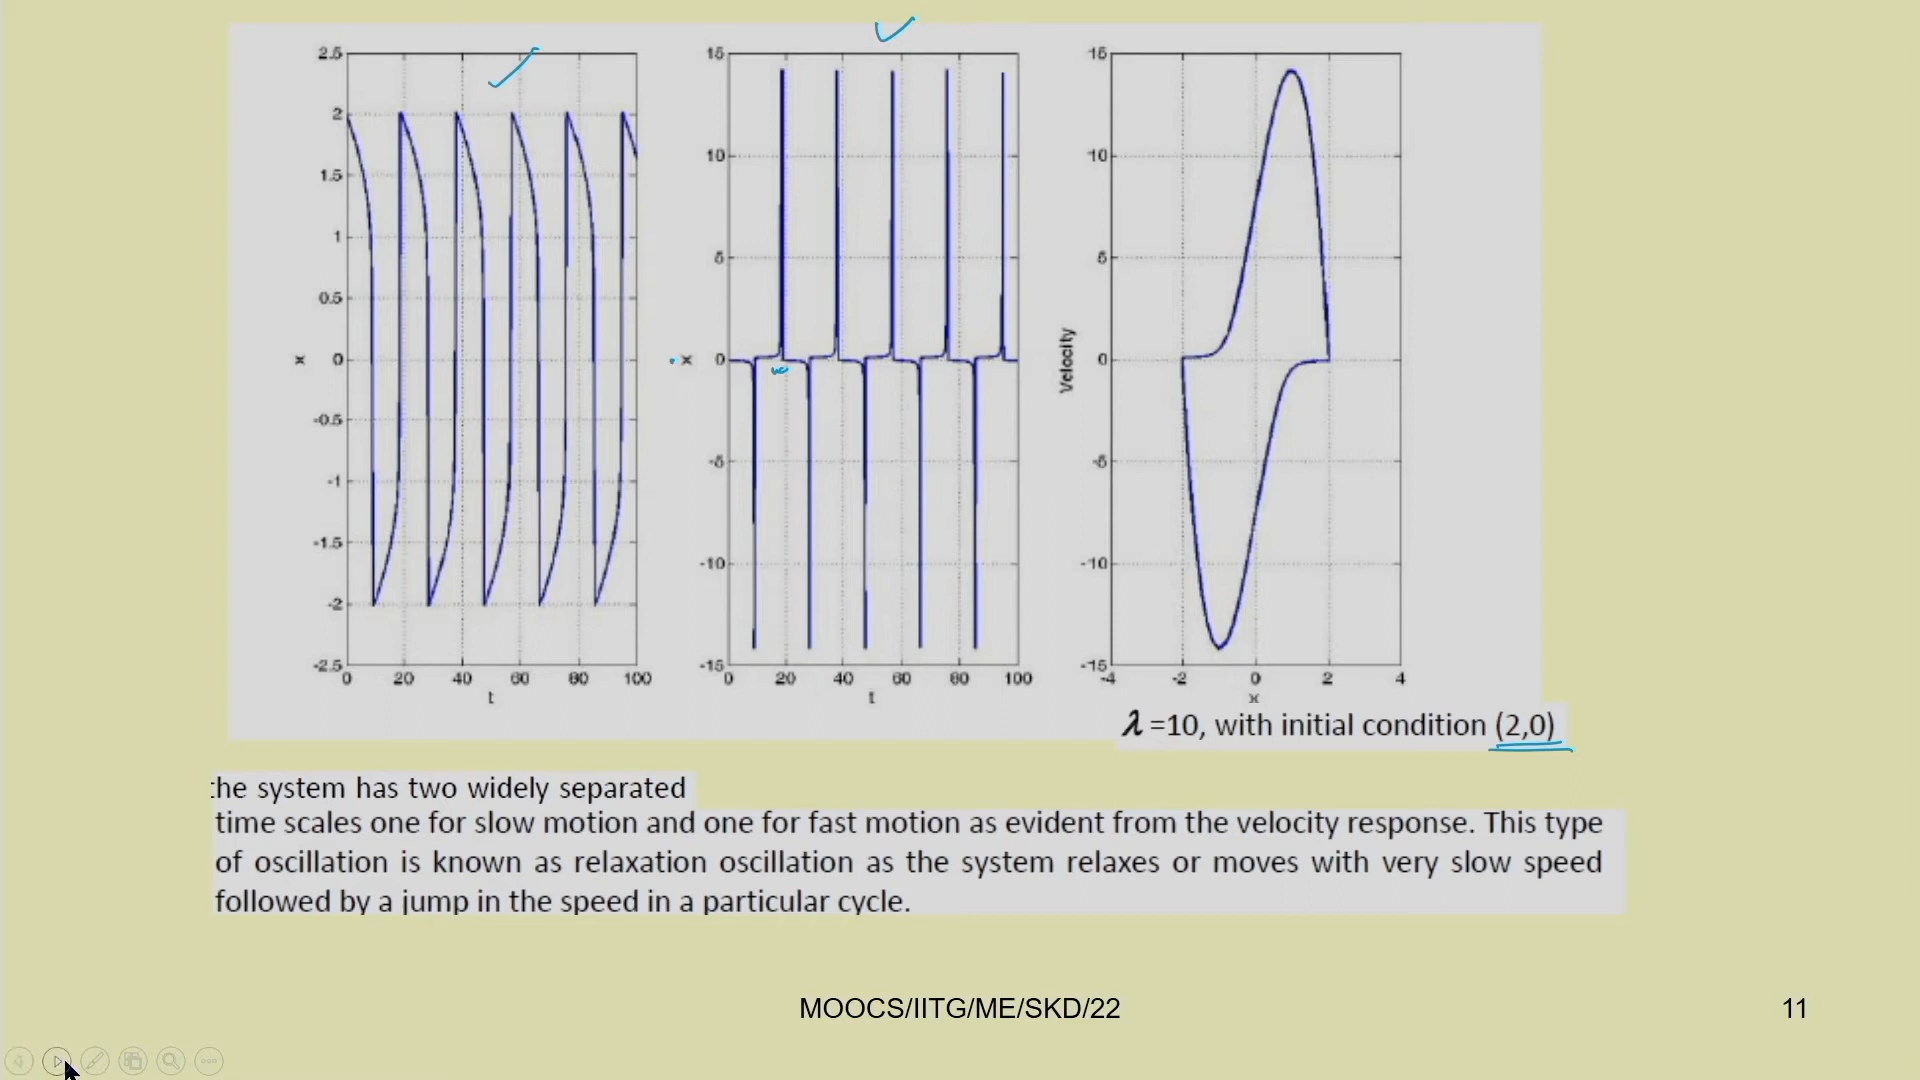 2.5
2
1.5
1
0.5
0
-0.5
-1
-1.5
-2
-2.5
x
0 20 40 60 80 100
t
15
10
5
0
-5
-10
-15
x
0 20 40 60 80 100
t
15
10
5
0
-5
-10
-15
Velocity
-4 -2 0 2 4
x
λ =10, with initial condition (2,0)
the system has two widely separated
time scales one for slow motion and one for fast motion as evident from the velocity response. This type
of oscillation is known as relaxation oscillation as the system relaxes or moves with very slow speed
followed by a jump in the speed in a particular cycle.
MOOCS/IITG/ME/SKD/22
11